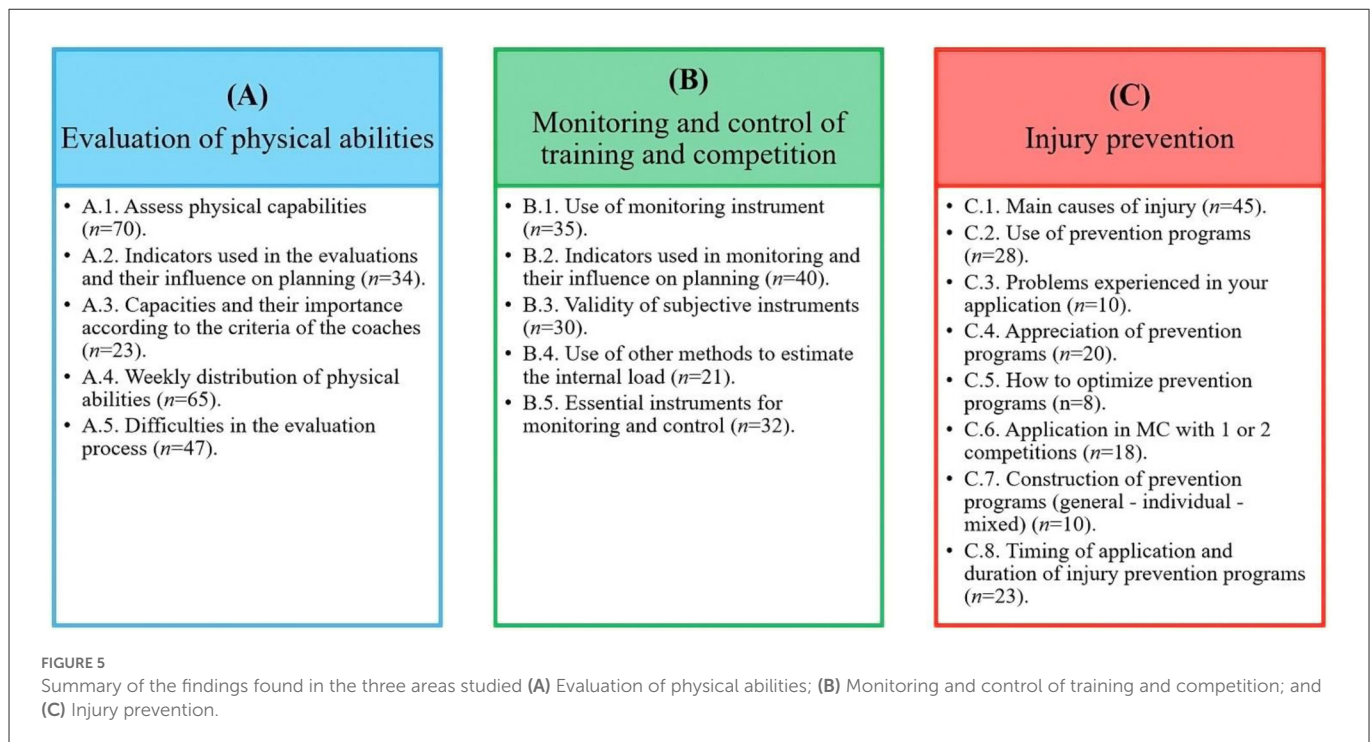 (A)
Evaluation of physical abilities
• A.1. Assess physical capabilities
(n=70).
• A.2. Indicators used in the evaluations
and their influence on planning (n=34).
• A.3. Capacities and their importance
according to the criteria of the coaches
(n=23).
• A.4. Weekly distribution of physical
abilities (n=65).
• A.5. Difficulties in the evaluation
process (n=47).
(B)
Monitoring and control of
training and competition
• B.1. Use of monitoring instrument
(n=35).
• B.2. Indicators used in monitoring and
their influence on planning (n=40).
• B.3. Validity of subjective instruments
(n=30).
• B.4. Use of other methods to estimate
the internal load (n=21).
• B.5. Essential instruments for
monitoring and control (n=32).
(C)
Injury prevention
• C.1. Main causes of injury (n=45).
• C.2. Use of prevention programs
(n=28).
• C.3. Problems experienced in your
application (n=10).
• C.4. Appreciation of prevention
programs (n=20).
• C.5. How to optimize prevention
programs (n=8).
• C.6. Application in MC with 1 or 2
competitions (n=18).
• C.7. Construction of prevention
programs (general - individual -
mixed) (n=10).
• C.8. Timing of application and
duration of injury prevention programs
(n=23).
FIGURE 5
Summary of the findings found in the three areas studied (A) Evaluation of physical abilities; (B) Monitoring and control of training and competition; and
(C) Injury prevention.